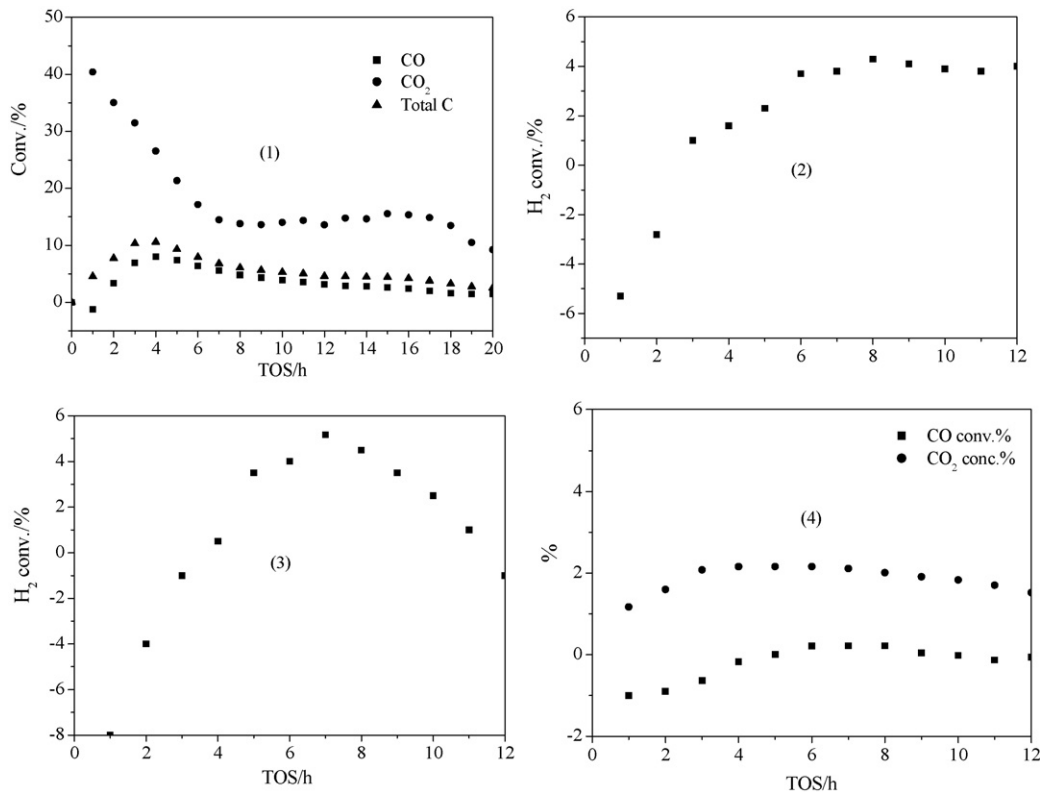 50
40
30
20
10
0
Conv./%
CO
CO2
Total C
(1)
0 2 4 6 8 10 12 14 16 18 20
TOS/h
6
4
2
0
-2
-4
-6
H2 conv./%
(2)
0 2 4 6 8 10 12
6
4
2
0
-2
-4
-6
-8
H2 conv./%
(3)
2 4 6 8 10 12
TOS/h
6
4
2
0
-2
%
CO conv.%
CO2 conc.%
(4)
0 2 4 6 8 10 12
TOS/h